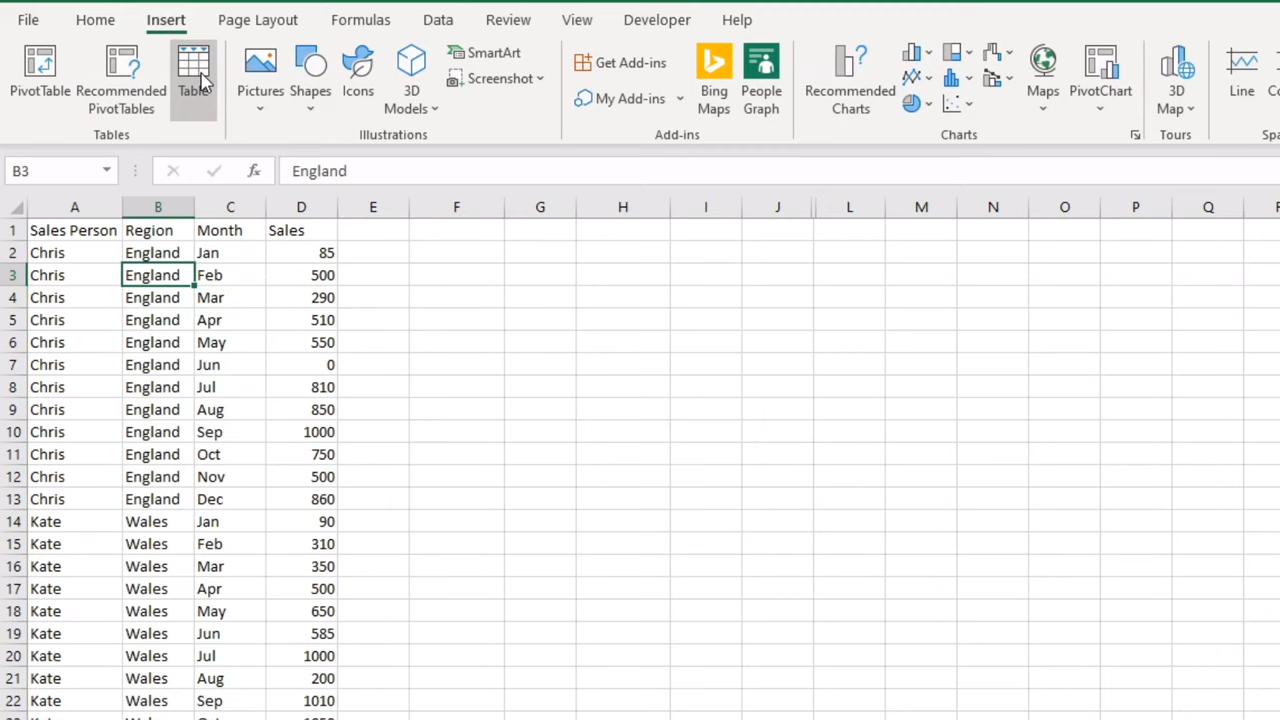 File Home Insert Page Layout Formulas Data Review View Developer Help
PivotTable Recommended PivotTables Table Pictures Shapes Icons 3D Models SmartArt Screenshot Get Add-ins My Add-ins Bing Maps People Graph Recommended Charts Maps PivotChart 3D Map Line
Tables Illustrations Add-ins Charts Tours
B3 fx England
A B C D E F G H I J L M N O P Q
1 Sales Person Region Month Sales
2 Chris England Jan 85
3 Chris England Feb 500
4 Chris England Mar 290
5 Chris England Apr 510
6 Chris England May 550
7 Chris England Jun 0
8 Chris England Jul 810
9 Chris England Aug 850
10 Chris England Sep 1000
11 Chris England Oct 750
12 Chris England Nov 500
13 Chris England Dec 860
14 Kate Wales Jan 90
15 Kate Wales Feb 310
16 Kate Wales Mar 350
17 Kate Wales Apr 500
18 Kate Wales May 650
19 Kate Wales Jun 585
20 Kate Wales Jul 1000
21 Kate Wales Aug 200
22 Kate Wales Sep 1010